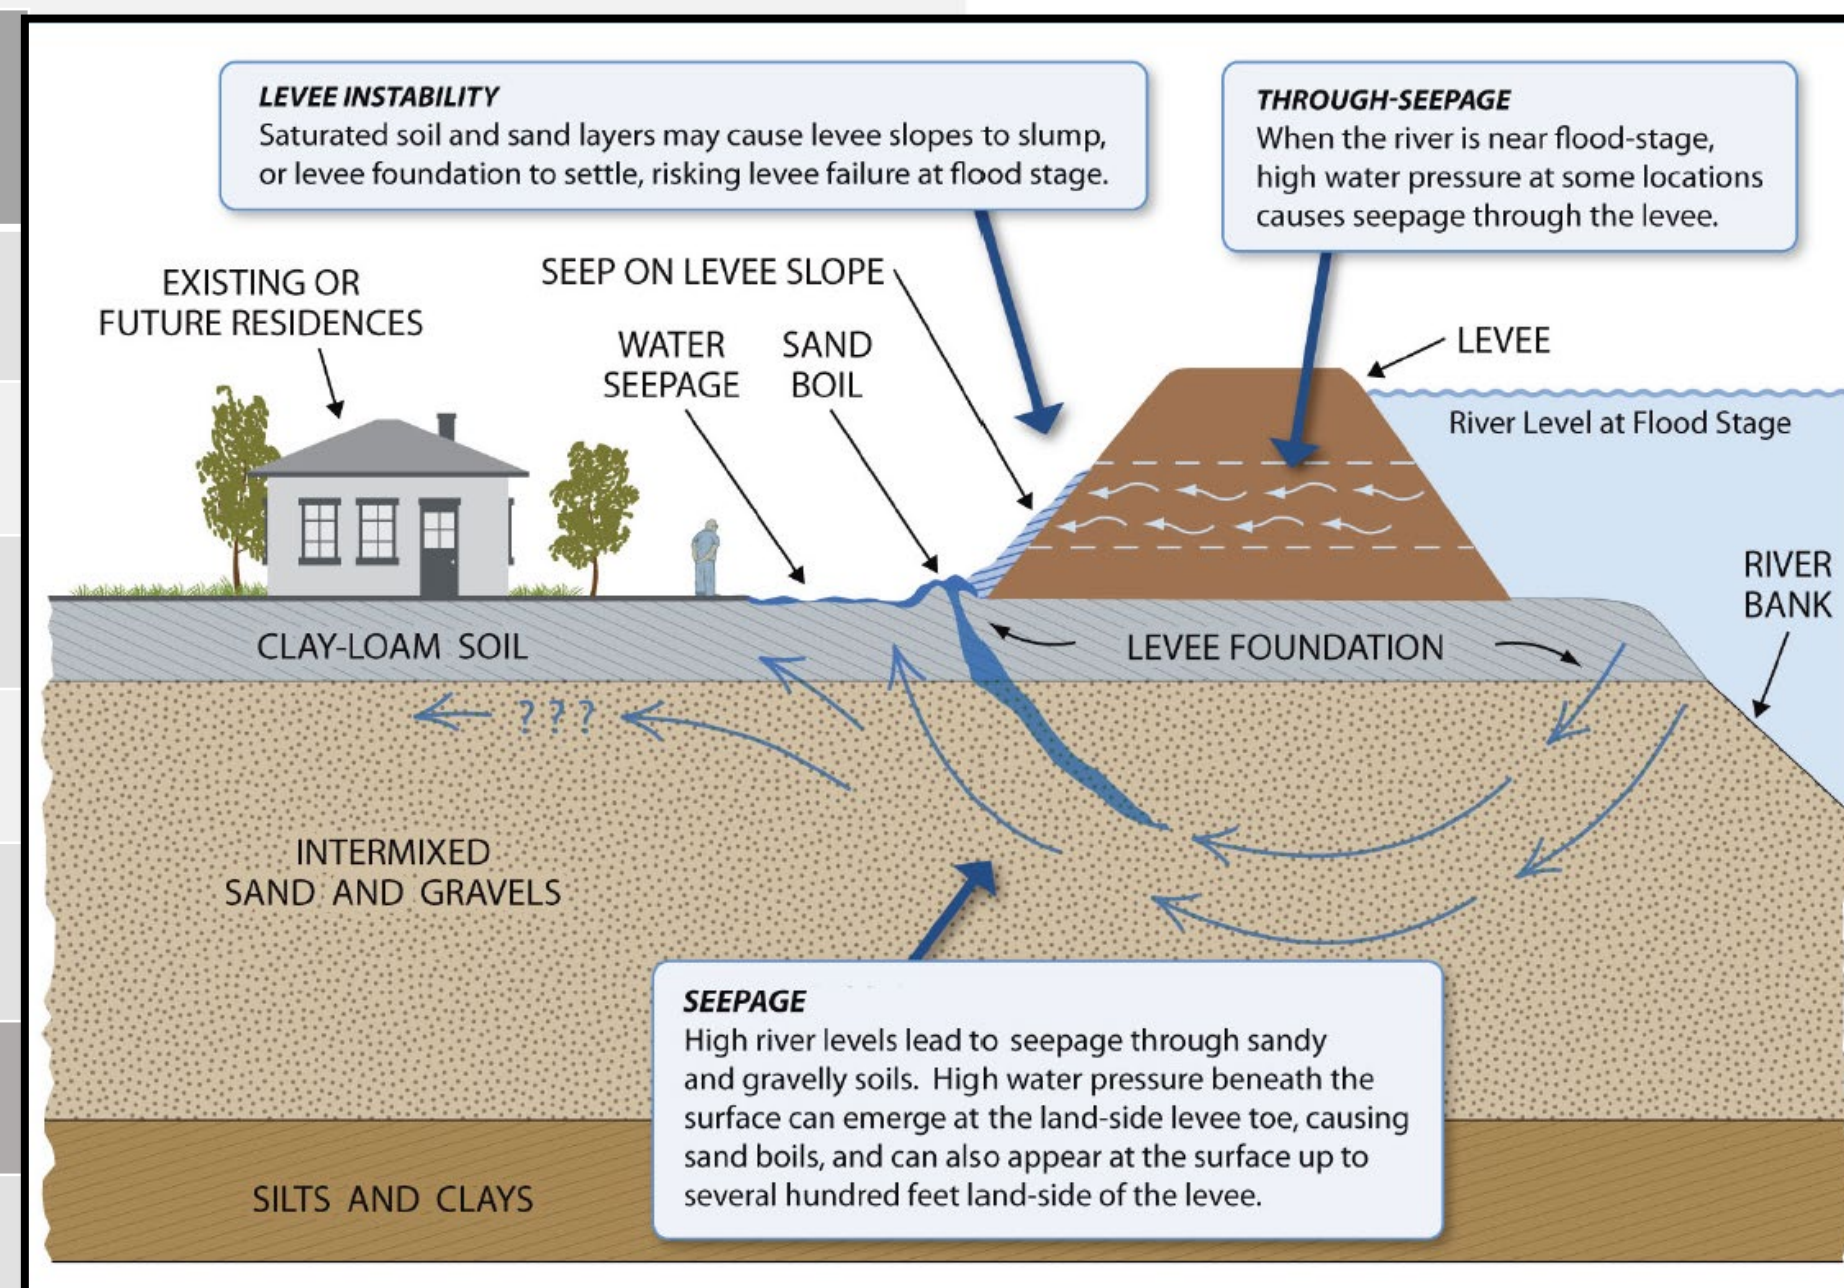 LEVEE INSTABILITY
Saturated soil and sand layers may cause levee slopes to slump,
or levee foundation to settle, risking levee failure at flood stage.
THROUGH-SEEPAGE
When the river is near flood-stage,
high water pressure at some locations
causes seepage through the levee.
EXISTING OR
FUTURE RESIDENCES
SEEP ON LEVEE SLOPE
WATER
SEEPAGE
SAND
BOIL
LEVEE
River Level at Flood Stage
RIVER
BANK
CLAY-LOAM SOIL
LEVEE FOUNDATION
???
INTERMIXED
SAND AND GRAVELS
SEEPAGE
High river levels lead to seepage through sandy
and gravelly soils. High water pressure beneath the
surface can emerge at the land-side levee toe, causing
sand boils, and can also appear at the surface up to
several hundred feet land-side of the levee.
SILTS AND CLAYS